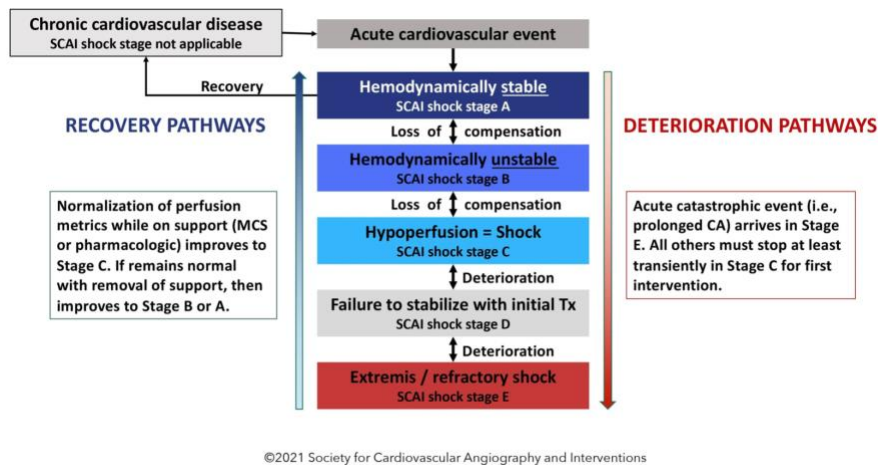 Chronic cardiovascular disease
SCAI shock stage not applicable
Acute cardiovascular event
Recovery
Hemodynamically stable
SCAI shock stage A
RECOVERY PATHWAYS
DETERIORATION PATHWAYS
Loss of compensation
Hemodynamically unstable
SCAI shock stage B
Loss of compensation
Normalization of perfusion
metrics while on support (MCS
or pharmacologic) improves to
Stage C. If remains normal
with removal of support, then
improves to Stage B or A.
Hypoperfusion = Shock
SCAI shock stage C
Acute catastrophic event (i.e.,
prolonged CA) arrives in Stage
E. All others must stop at least
transiently in Stage C for first
intervention.
Deterioration
Failure to stabilize with initial Tx
SCAI shock stage D
Deterioration
Extremis / refractory shock
SCAI shock stage E
©2021 Society for Cardiovascular Angiography and Interventions